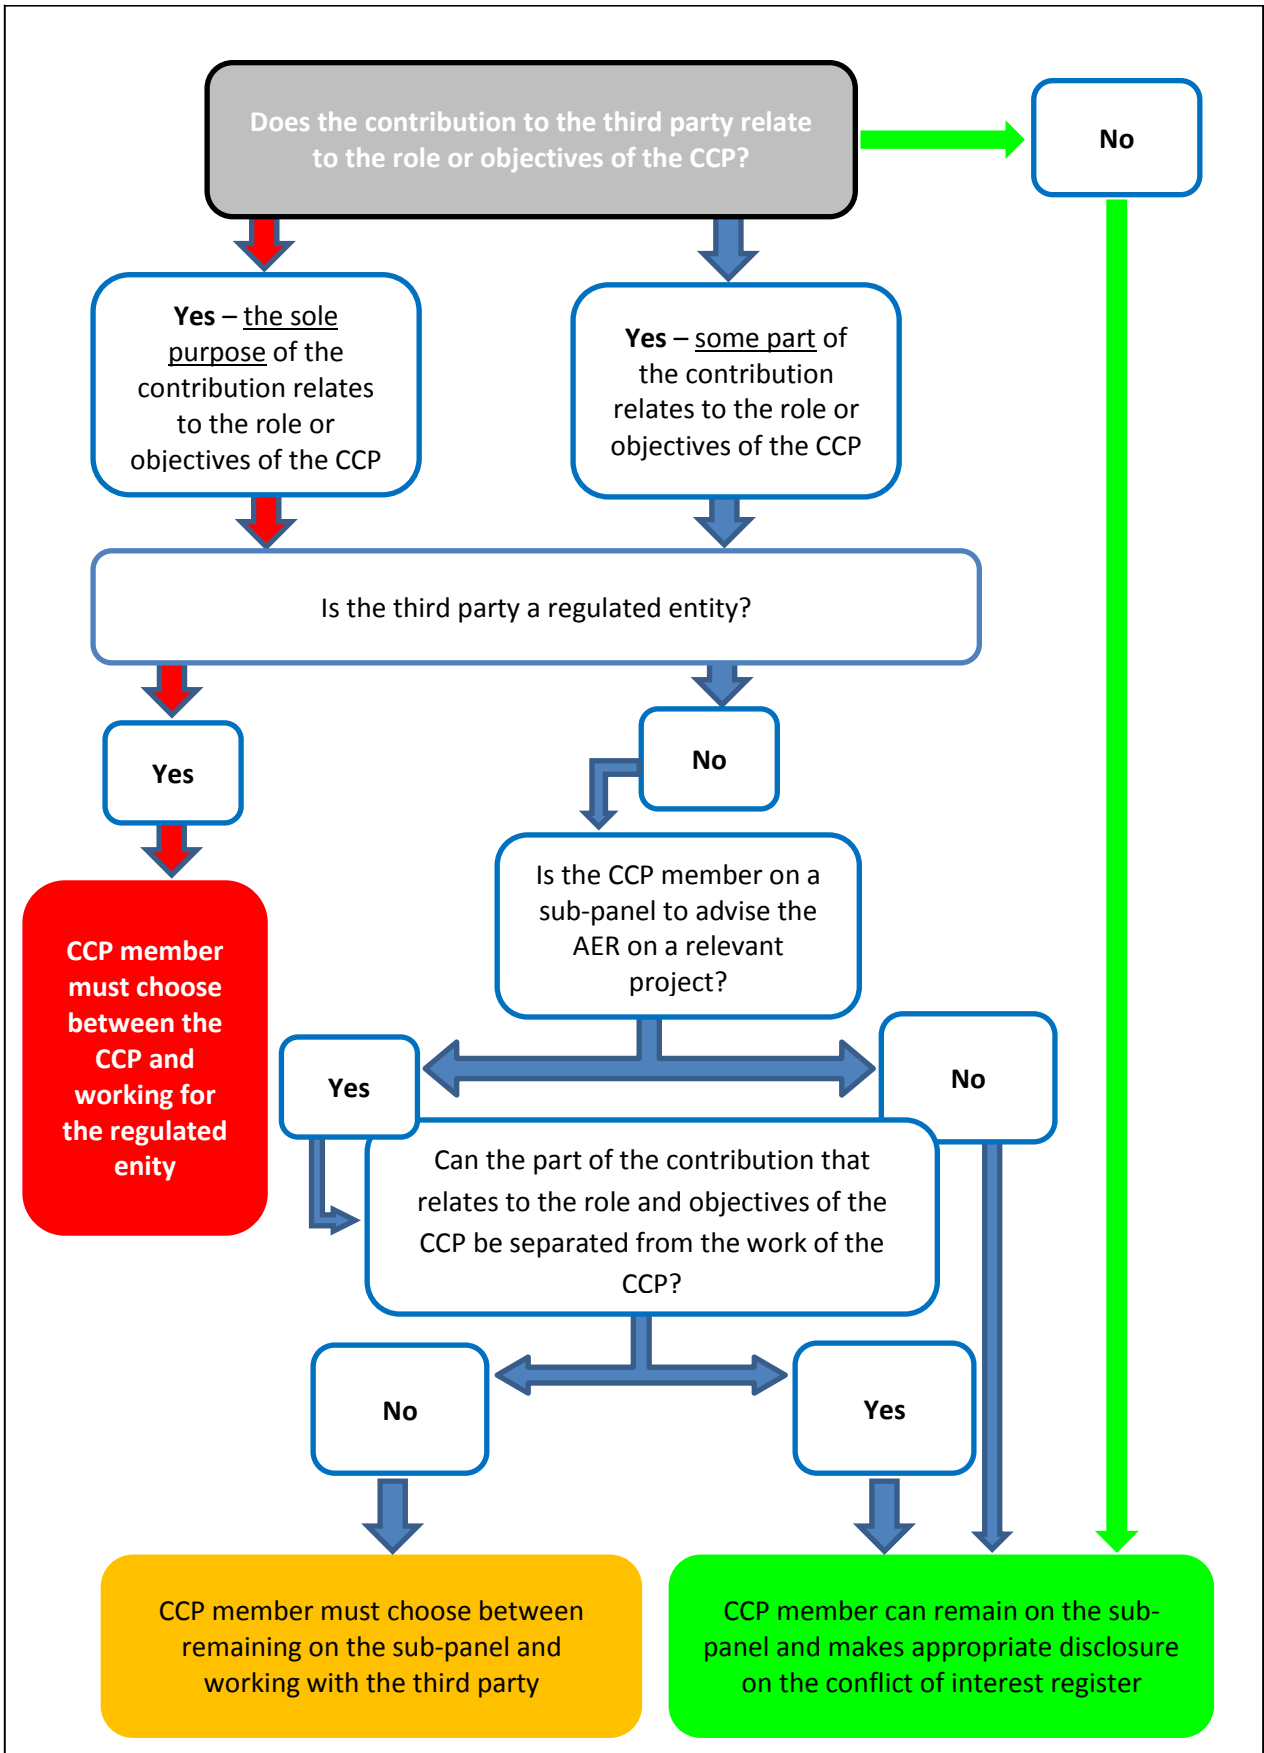 Does the contribution to the third party relate
to the role or objectives of the CCP?
No
Yes – the sole
purpose of the
contribution relates
to the role or
objectives of the CCP
Yes – some part of
the contribution
relates to the role or
objectives of the CCP
Is the third party a regulated entity?
Yes
No
Is the CCP member on a
sub-panel to advise the
AER on a relevant
project?
CCP member
must choose
between the
CCP and
working for
the regulated
enity
Yes
No
Can the part of the contribution that
relates to the role and objectives of the
CCP be separated from the work of the
CCP?
No
Yes
CCP member must choose between
remaining on the sub-panel and
working with the third party
CCP member can remain on the sub-
panel and makes appropriate disclosure
on the conflict of interest register